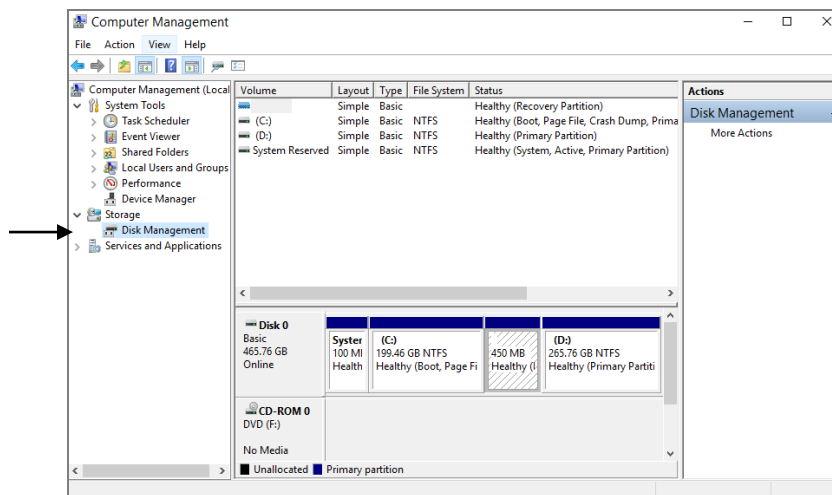 Computer Management
File Action View Help
Computer Management (Local
System Tools
Task Scheduler
Event Viewer
Shared Folders
Local Users and Groups
Performance
Device Manager
Storage
Disk Management
Services and Applications
Volume Layout Type File System Status
Simple Basic Healthy (Recovery Partition)
(C:) Simple Basic NTFS Healthy (Boot, Page File, Crash Dump, Prima
(D:) Simple Basic NTFS Healthy (Primary Partition)
System Reserved Simple Basic NTFS Healthy (System, Active, Primary Partition)
Disk 0
Basic
465.76 GB
Online
Syster
100 MI
Health
(C:)
199.46 GB NTFS
Healthy (Boot, Page Fi
450 MB
Healthy (I
(D:)
265.76 GB NTFS
Healthy (Primary Partiti
CD-ROM 0
DVD (F:)
No Media
Unallocated Primary partition
Actions
Disk Management
More Actions